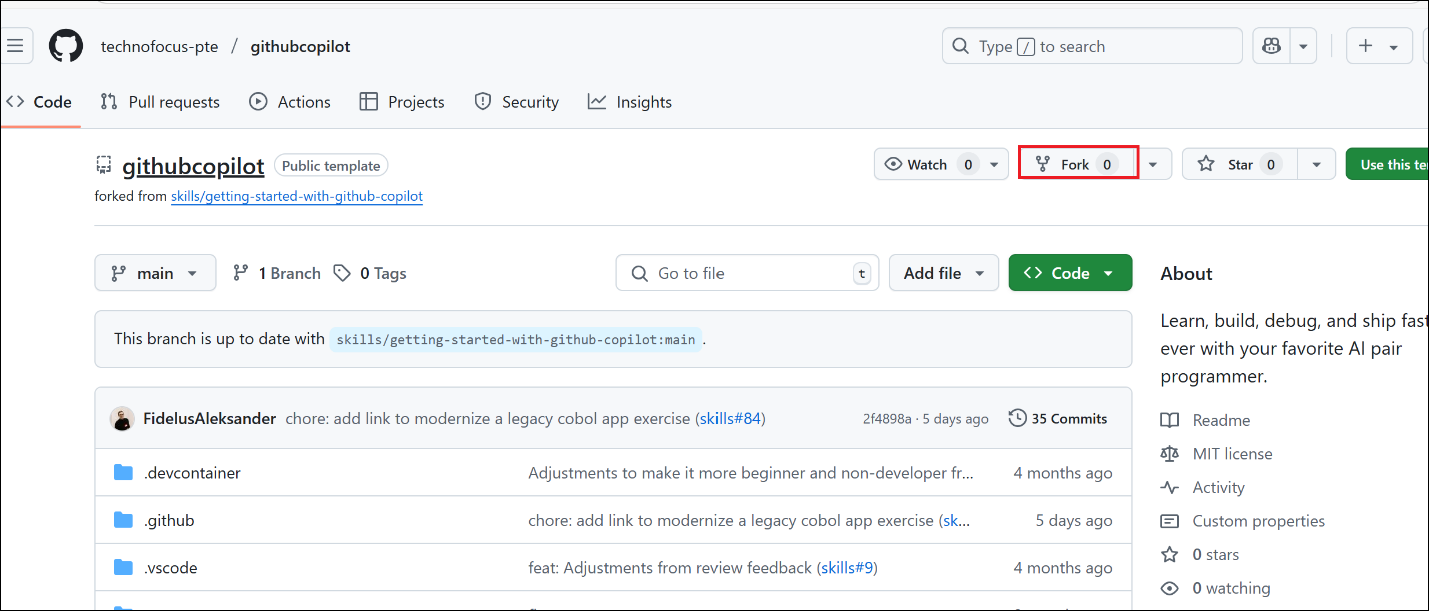 technofocus-pte / githubcopilot
Type / to search
Code Pull requests Actions Projects Security Insights
githubcopilot Public template
Watch 0 Fork 0 Star 0 Use this te
forked from skills/getting-started-with-github-copilot
main 1 Branch 0 Tags
Go to file t Add file Code
This branch is up to date with skills/getting-started-with-github-copilot:main.
FidelusAleksander chore: add link to modernize a legacy cobol app exercise (skills#84) 2f4898a · 5 days ago 35 Commits
.devcontainer Adjustments to make it more beginner and non-developer fr... 4 months ago
.github chore: add link to modernize a legacy cobol app exercise (sk... 5 days ago
.vscode feat: Adjustments from review feedback (skills#9) 4 months ago
About
Learn, build, debug, and ship fast
ever with your favorite AI pair
programmer.
Readme
MIT license
Activity
Custom properties
0 stars
0 watching